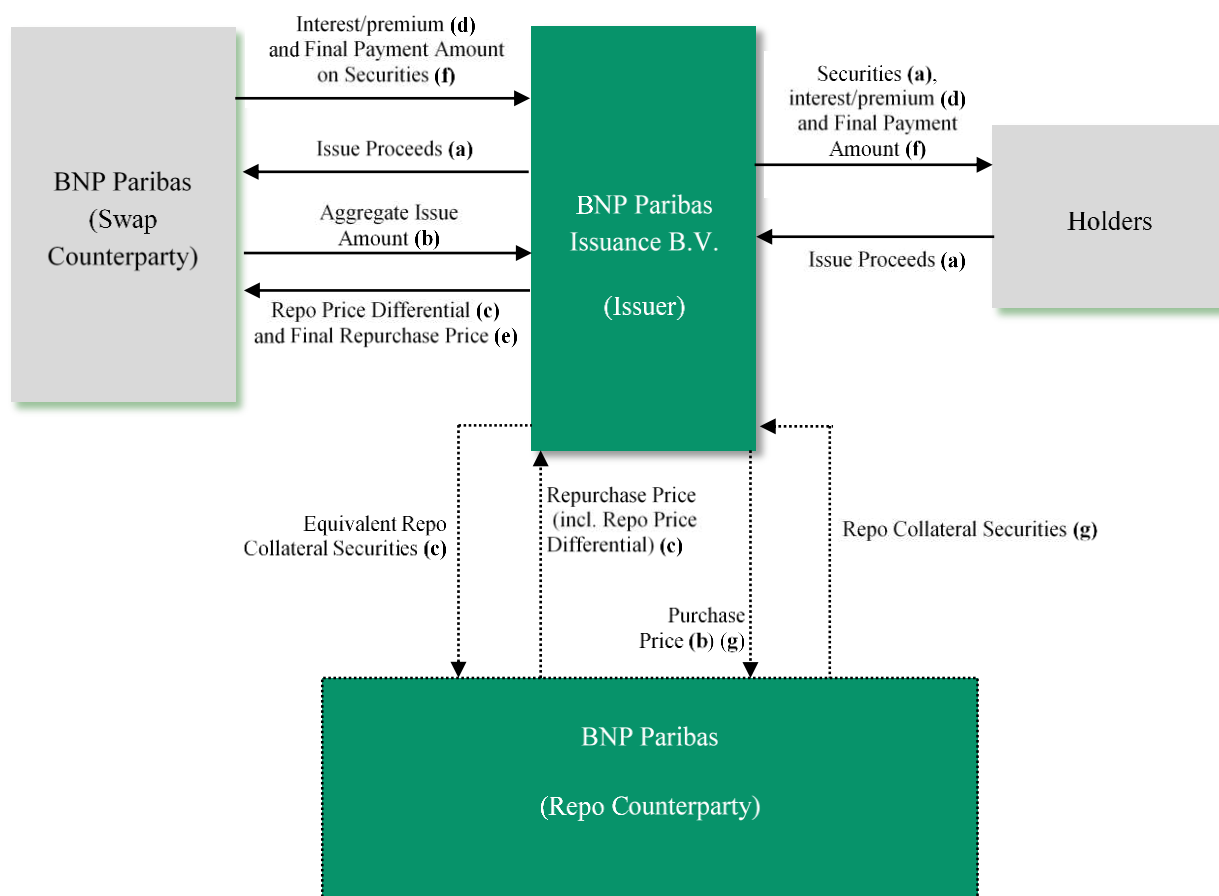 Interest/premium (d)
and Final Payment Amount
on Securities (f)
Issue Proceeds (a)
Aggregate Issue
Amount (b)
Repo Price Differential (c)
and Final Repurchase Price (e)
BNP Paribas
(Swap
Counterparty)
BNP Paribas
Issuance B.V.
(Issuer)
Securities (a),
interest/premium (d)
and Final Payment
Amount (f)
Issue Proceeds (a)
Holders
Equivalent Repo
Collateral Securities (c)
Repurchase Price
(incl. Repo Price
Differential) (c)
Purchase
Price (b) (g)
Repo Collateral Securities (g)
BNP Paribas
(Repo Counterparty)